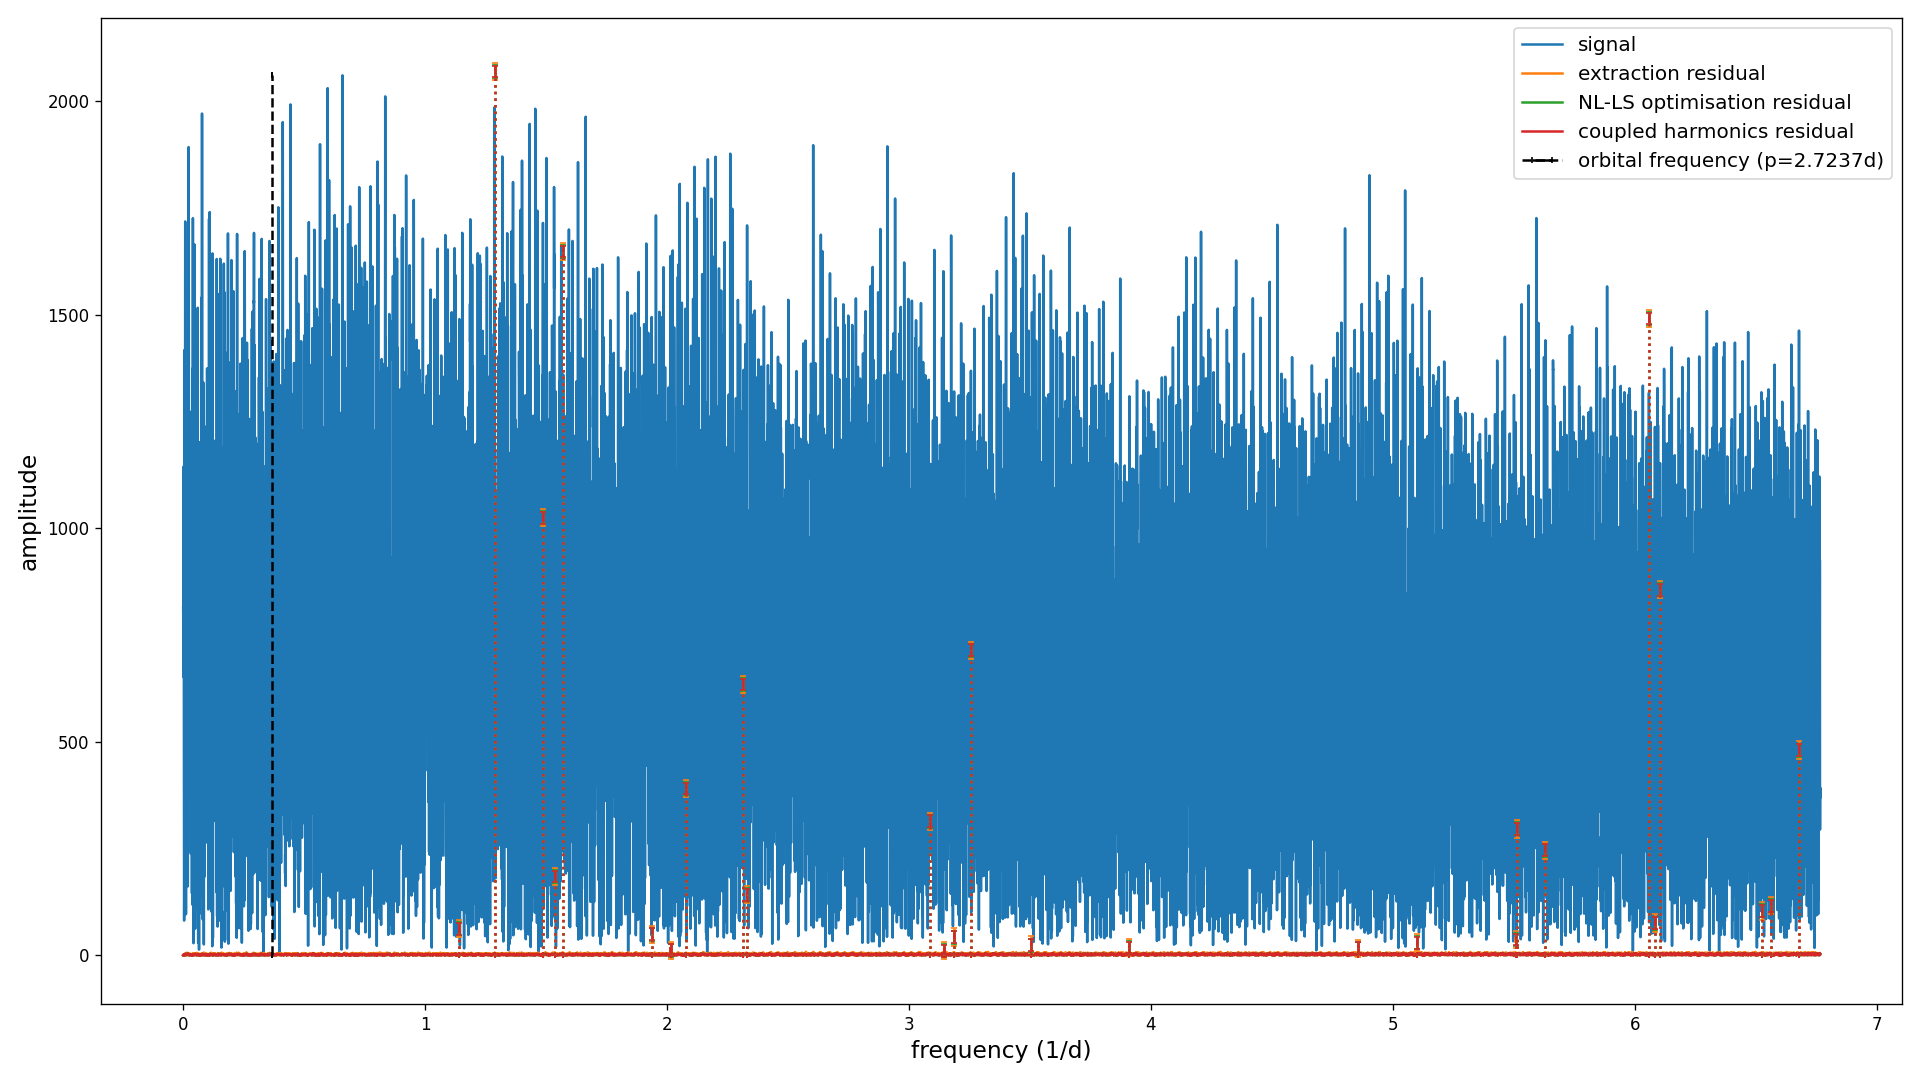 signal
extraction residual
NL-LS optimisation residual
coupled harmonics residual
orbital frequency (p=2.7237d)
amplitude
2000
1500
1000
500
0
0 1 2 3 4 5 6 7
frequency (1/d)